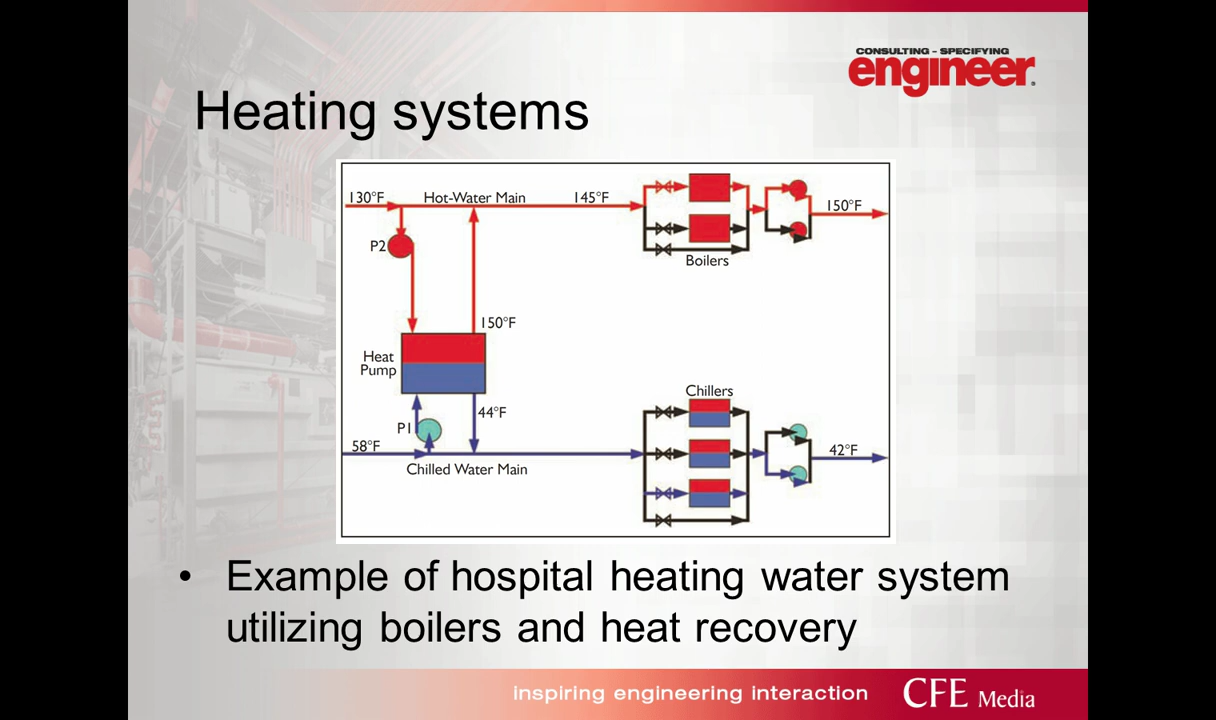 CONSULTING – SPECIFYING
engineer®
Heating systems
130°F
Hot-Water Main
145°F
150°F
P2
Boilers
150°F
Heat
Pump
Chillers
44°F
P1
58°F
42°F
Chilled Water Main
• Example of hospital heating water system
utilizing boilers and heat recovery
inspiring engineering interaction
CFE Media